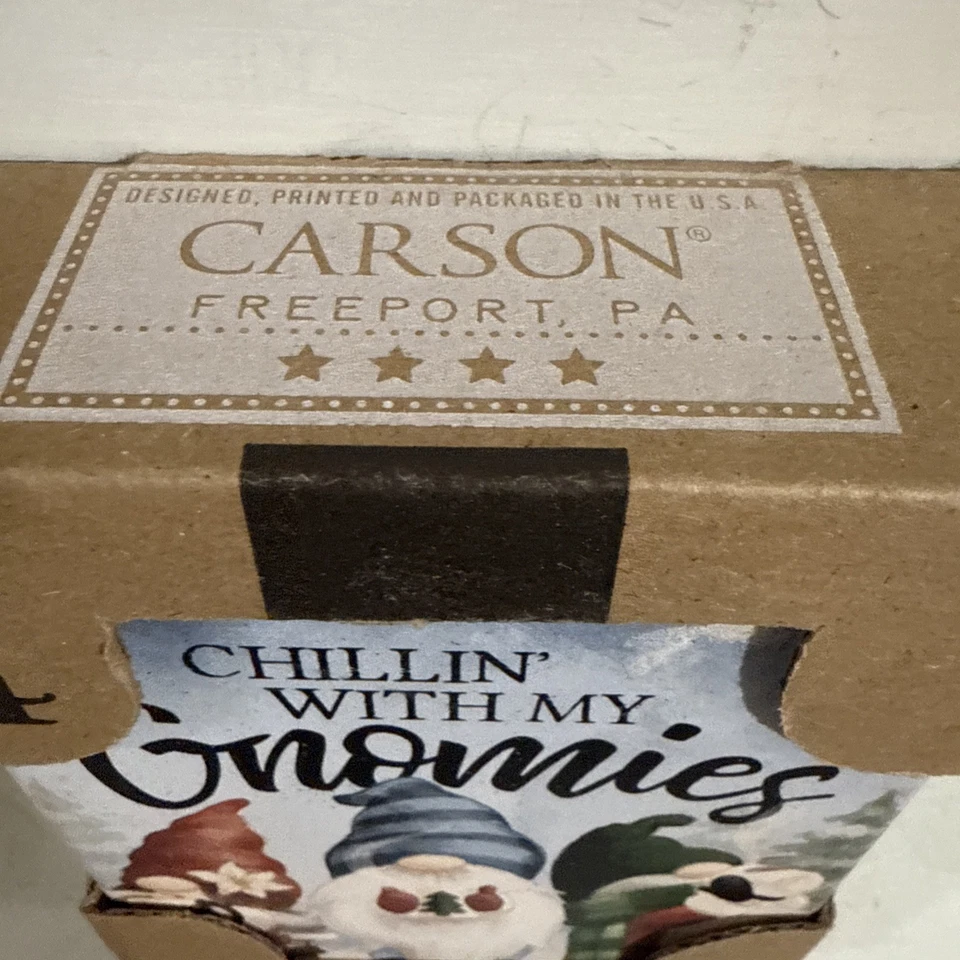 DESIGNED, PRINTED AND PACKAGED IN THE U.S.A.
CARSON®
FREEPORT, PA
CHILLIN'
WITH MY
Gnomies